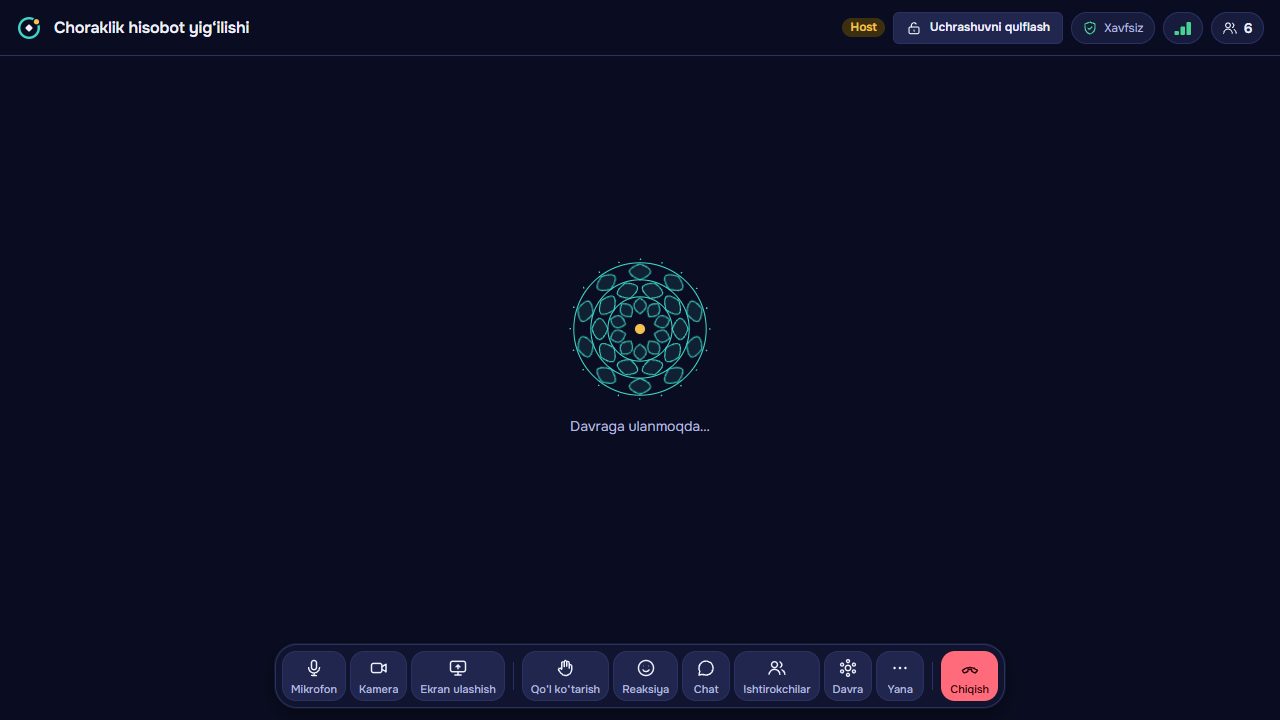 Choraklik hisobot yig‘ilishi
Host
Uchrashuvni qulflash
Xavfsiz
6
Davraga ulanmoqda…
Mikrofon
Kamera
Ekran ulashish
Qo‘l ko‘tarish
Reaksiya
Chat
Ishtirokchilar
Davra
Yana
Chiqish